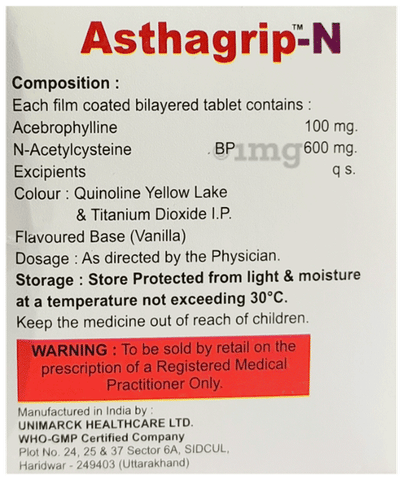 Asthagrip™-N
Composition :
Each film coated bilayered tablet contains :
Acebrophylline 100 mg.
N-Acetylcysteine . BP 600 mg.
1mg
Excipients q s.
Colour : Quinoline Yellow Lake
& Titanium Dioxide I.P.
Flavoured Base (Vanilla)
Dosage : As directed by the Physician.
Storage : Store Protected from light & moisture
at a temperature not exceeding 30°C.
Keep the medicine out of reach of children.
WARNING : To be sold by retail on the
prescription of a Registered Medical
Practitioner Only.
Manufactured in India by :
UNIMARCK HEALTHCARE LTD.
WHO-GMP Certified Company
Plot No. 24, 25 & 37 Sector 6A, SIDCUL,
Haridwar - 249403 (Uttarakhand)